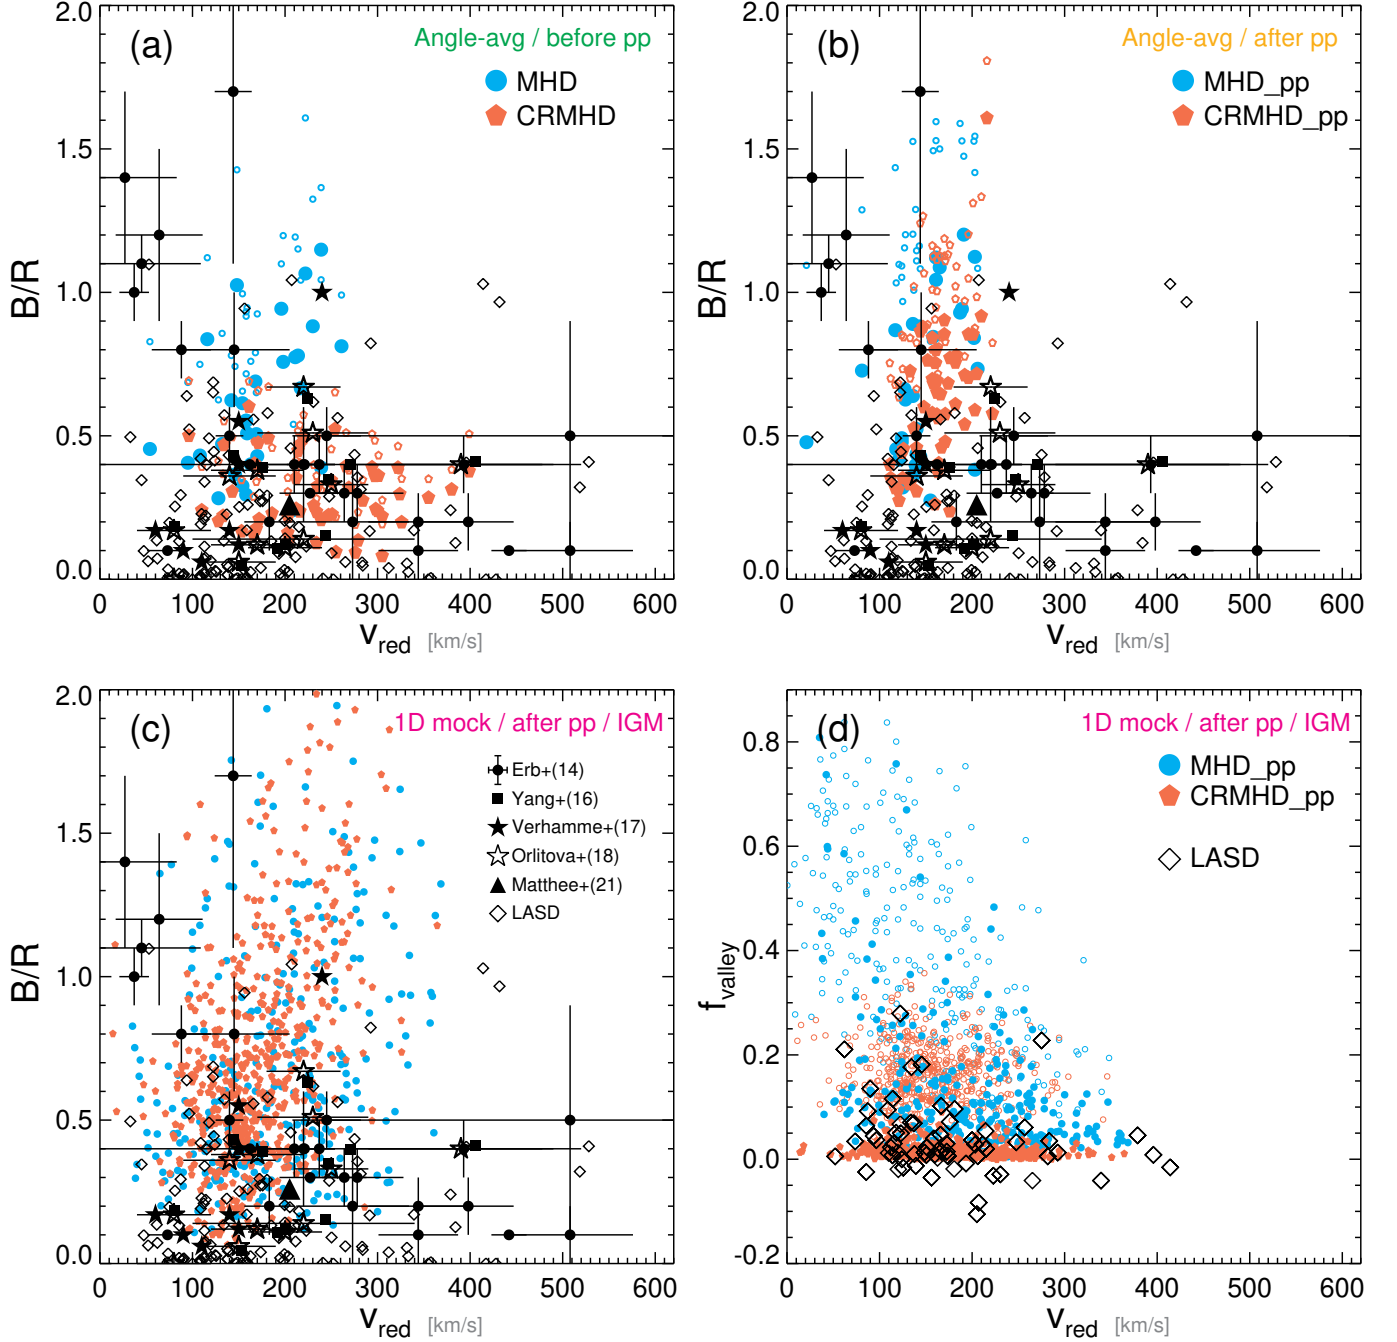 (a) Angle-avg / before pp
MHD
CRMHD
2.0
1.5
1.0
0.5
0.0
B/R
0 100 200 300 400 500 600
v_red [km/s]
(b) Angle-avg / after pp
MHD_pp
CRMHD_pp
2.0
1.5
1.0
0.5
0.0
B/R
0 100 200 300 400 500 600
v_red [km/s]
(c) 1D mock / after pp / IGM
Erb+(14)
Yang+(16)
Verhamme+(17)
Orlitova+(18)
Matthee+(21)
LASD
2.0
1.5
1.0
0.5
0.0
B/R
0 100 200 300 400 500 600
v_red [km/s]
(d) 1D mock / after pp / IGM
MHD_pp
CRMHD_pp
LASD
0.8
0.6
0.4
0.2
0.0
-0.2
f_valley
0 100 200 300 400 500 600
v_red [km/s]